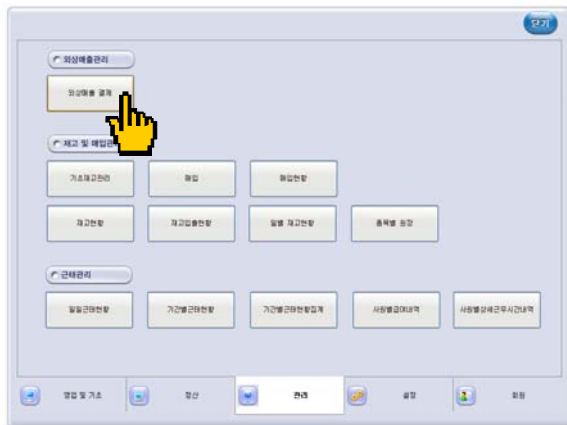 닫기
외상매출관리
외상매출 결제
재고 및 매입관
기초재고관리
매입
매입현황
재고현황
재고입출현황
일별 재고현황
품목별 원장
근태관리
일일근태현황
기간별근태현황
기간별근태현황집계
사원별급여내역
사원별상세근무시간내역
영업 및 기초
정산
관리
설정
회원